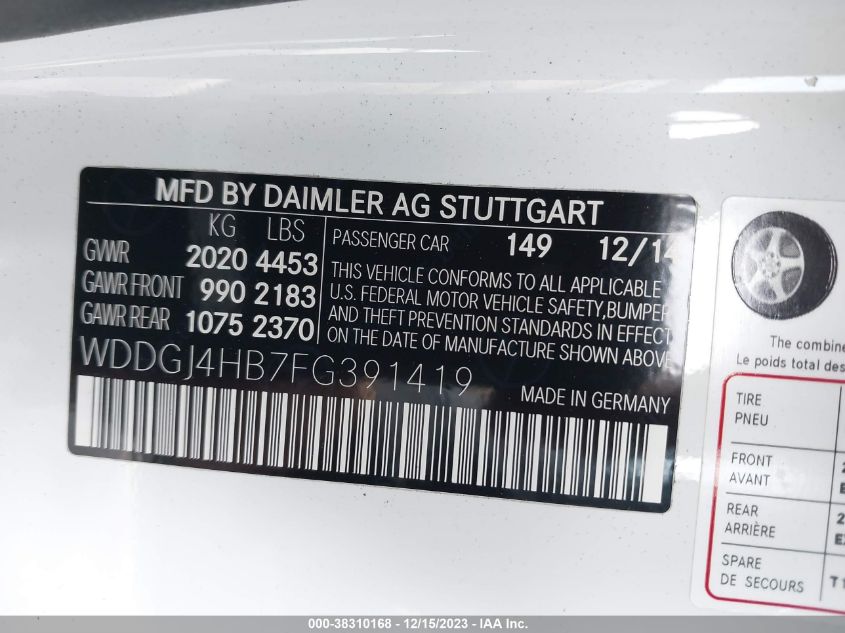 MFD BY DAIMLER AG STUTTGART
KG LBS
GVWR 2020 4453
GAWR FRONT 990 2183
GAWR REAR 1075 2370
PASSENGER CAR 149 12/14
THIS VEHICLE CONFORMS TO ALL APPLICABLE
U.S. FEDERAL MOTOR VEHICLE SAFETY,BUMPER
AND THEFT PREVENTION STANDARDS IN EFFECT
ON THE DATE OF MANUFACTURE SHOWN ABOVE.
WDDGJ4HB7FG391419
MADE IN GERMANY
The combine
Le poids total des
TIRE
PNEU
FRONT
AVANT
REAR
ARRIÈRE
SPARE
DE SECOURS
000-38310168 - 12/15/2023 - IAA Inc.